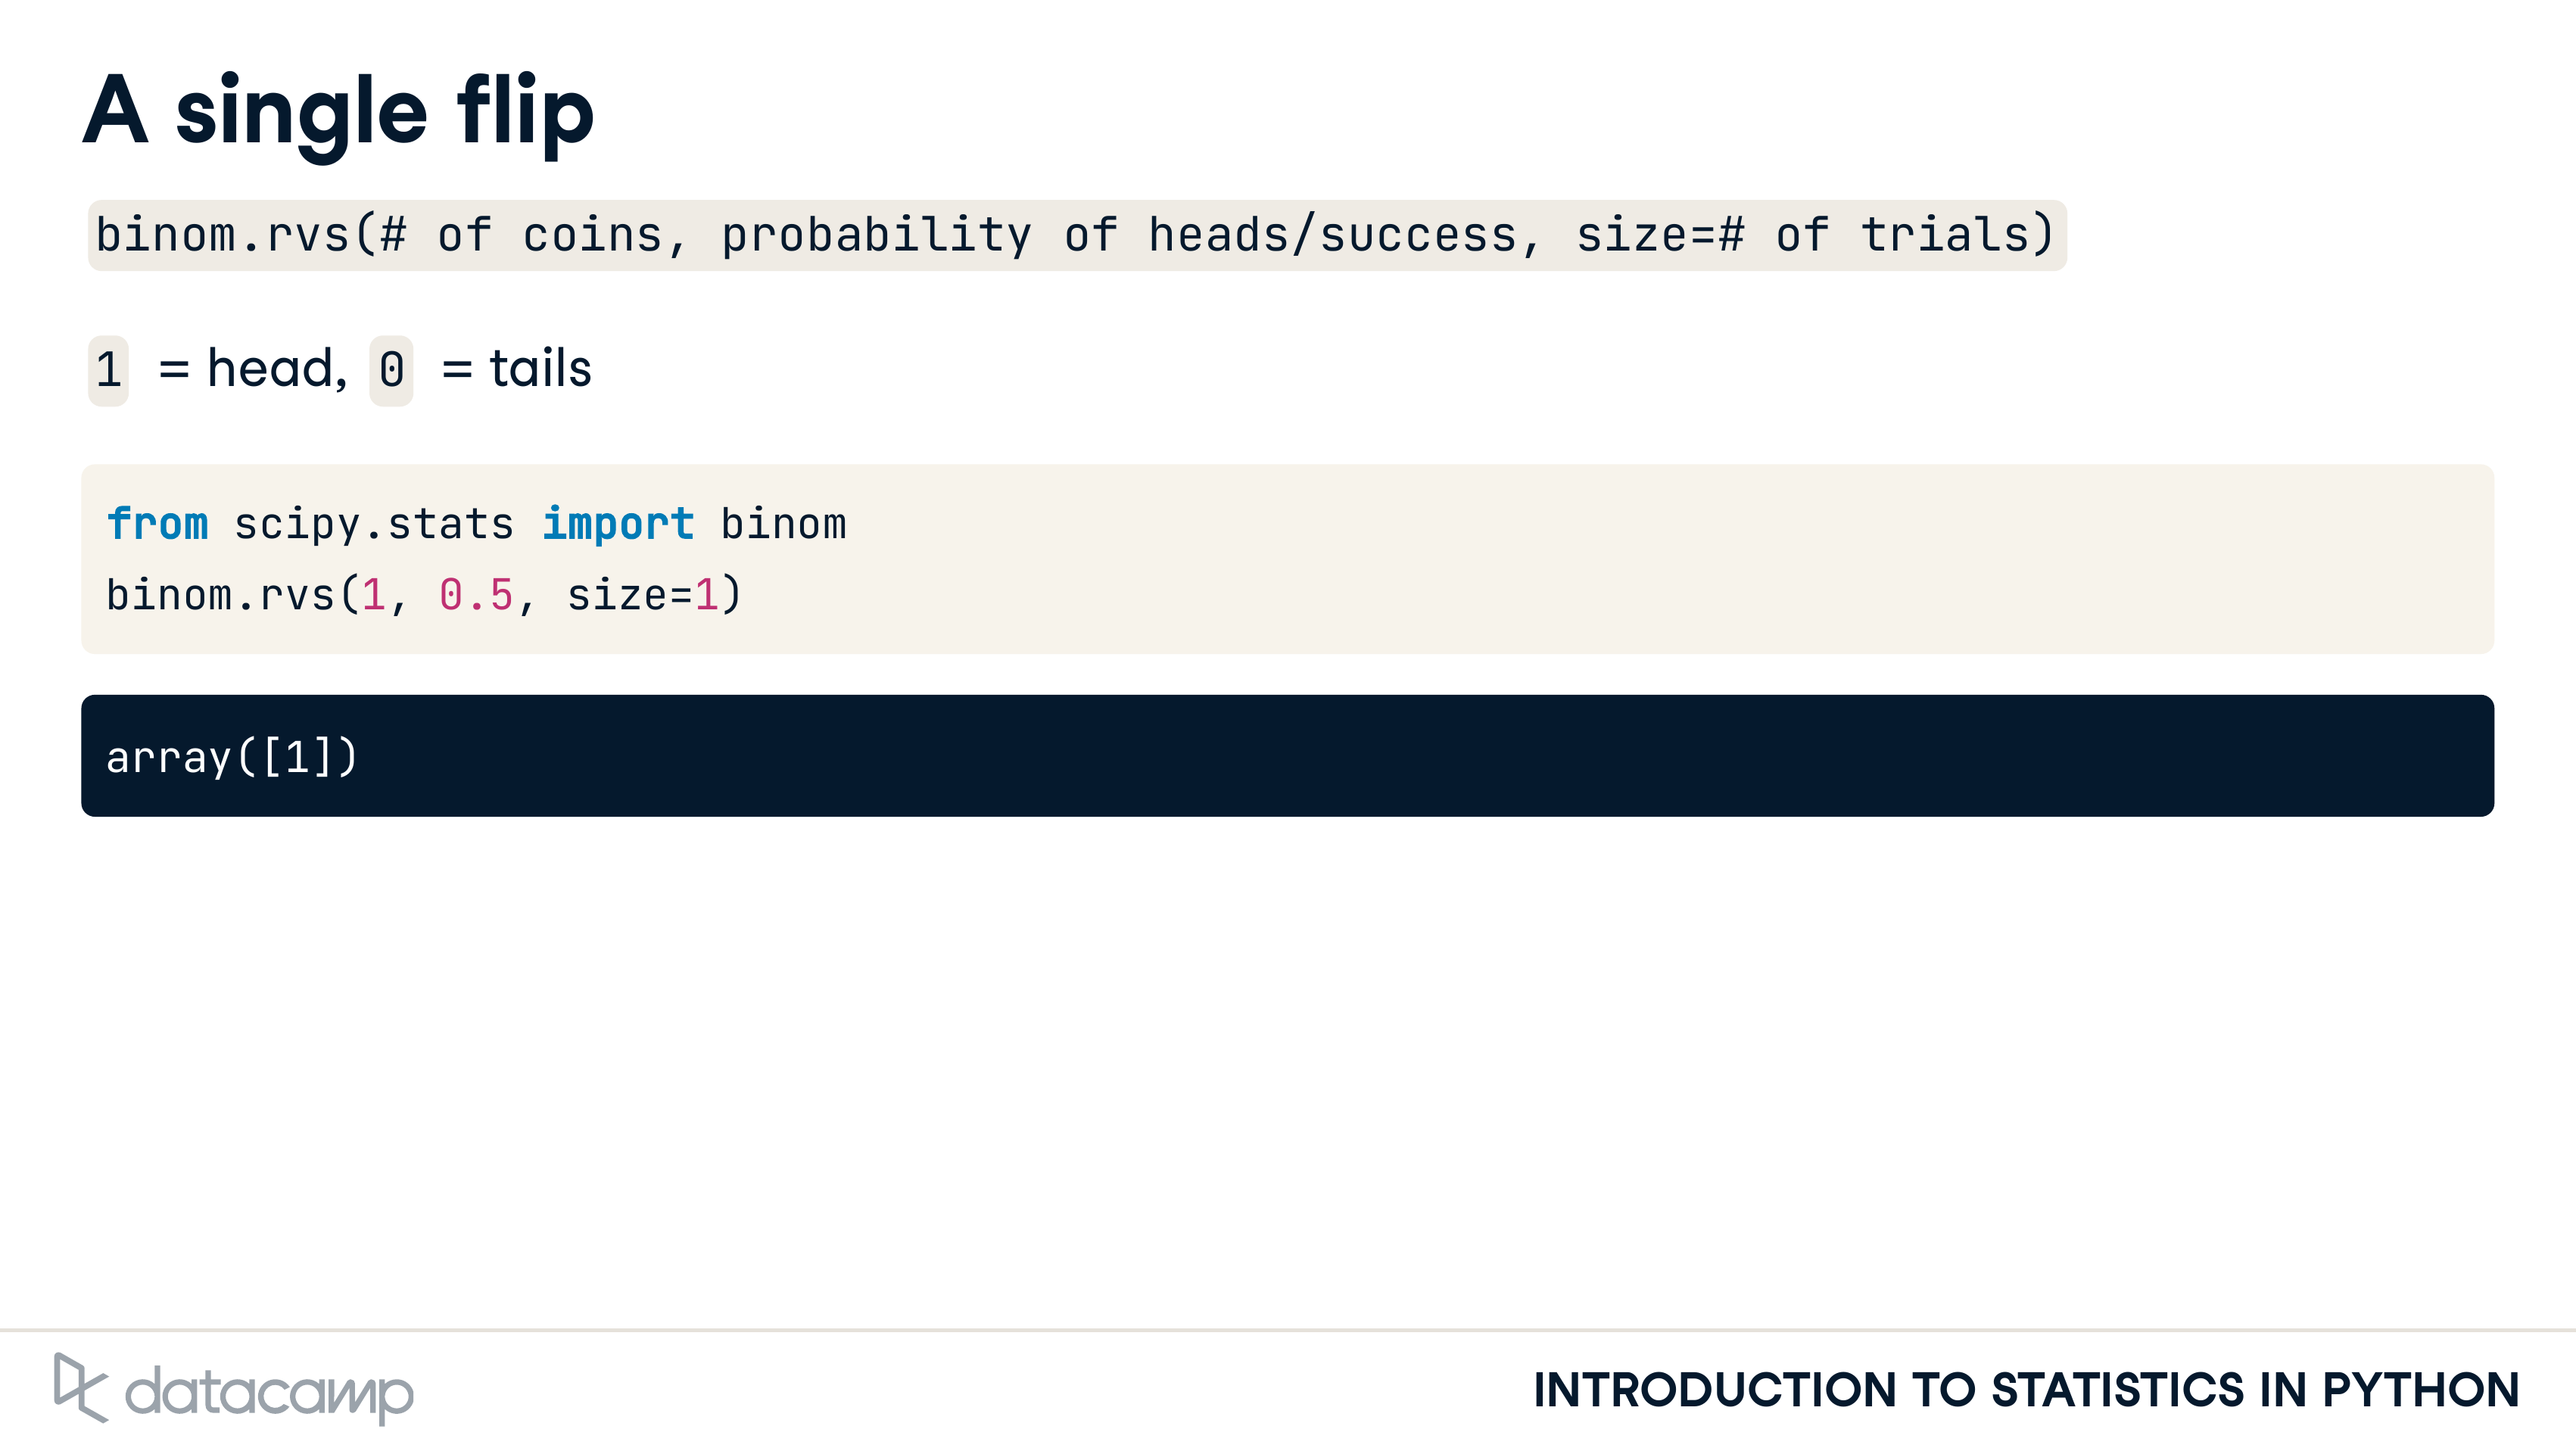 A single flip
binom.rvs(# of coins, probability of heads/success, size=# of trials)
1 = head, 0 = tails
from scipy.stats import binom
binom.rvs(1, 0.5, size=1)
array([1])
datacamp
INTRODUCTION TO STATISTICS IN PYTHON